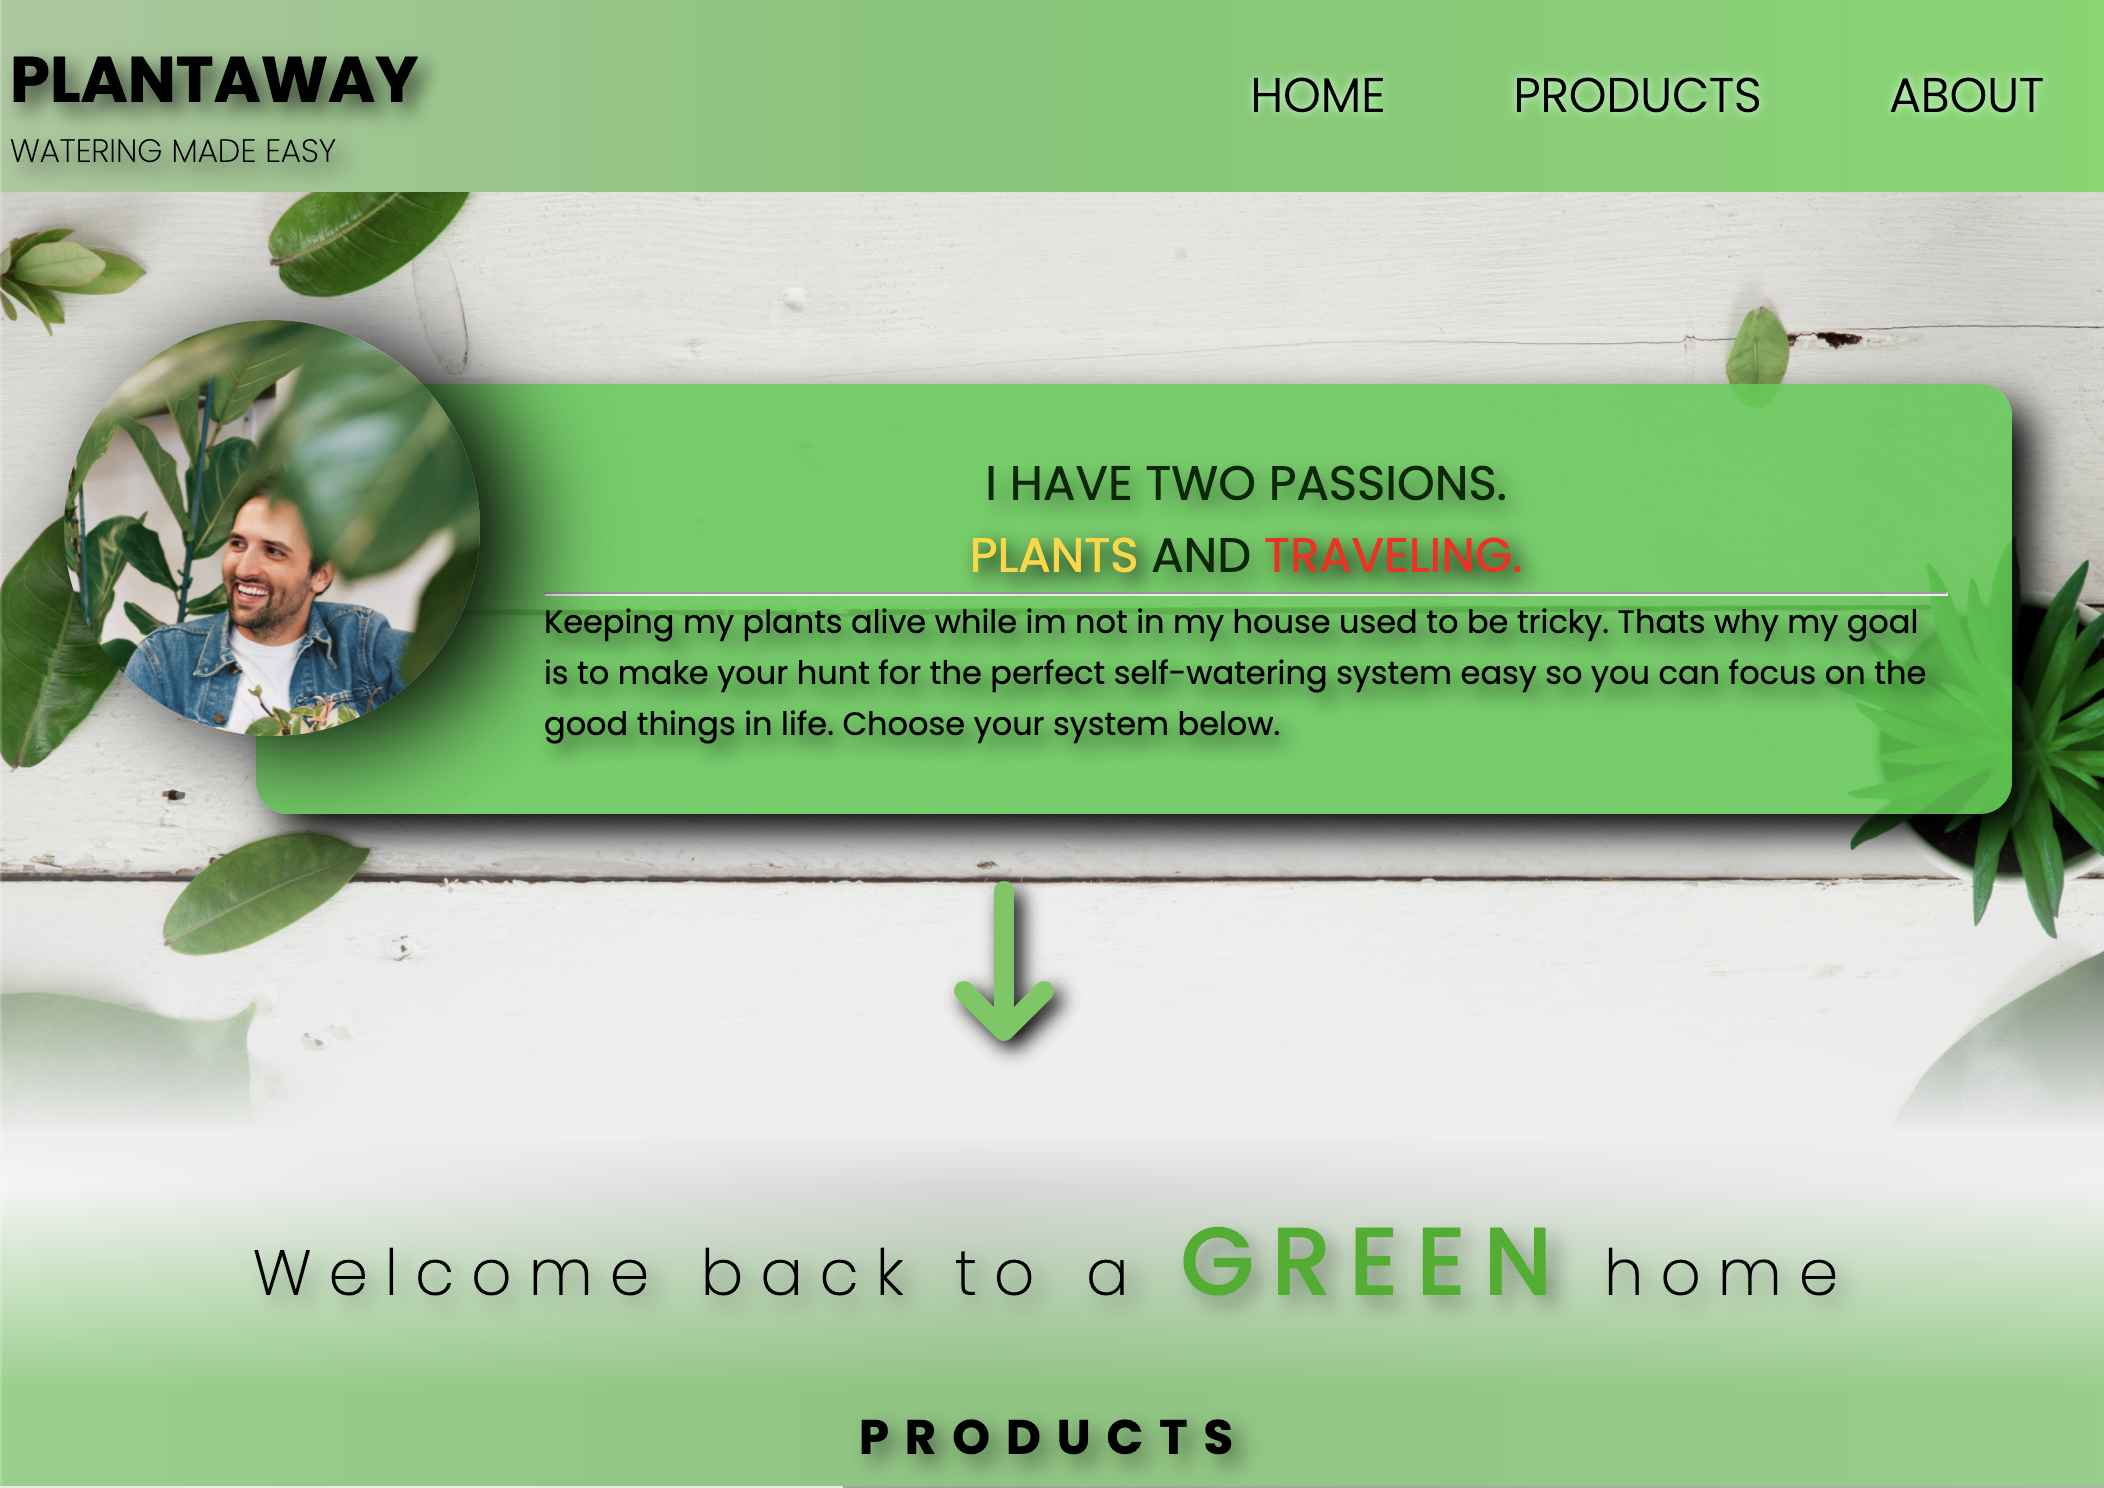 PLANTAWAY
WATERING MADE EASY
HOME PRODUCTS ABOUT
I HAVE TWO PASSIONS.
PLANTS AND TRAVELING.
Keeping my plants alive while im not in my house used to be tricky. Thats why my goal
is to make your hunt for the perfect self-watering system easy so you can focus on the
good things in life. Choose your system below.
Welcome back to a GREEN home
PRODUCTS